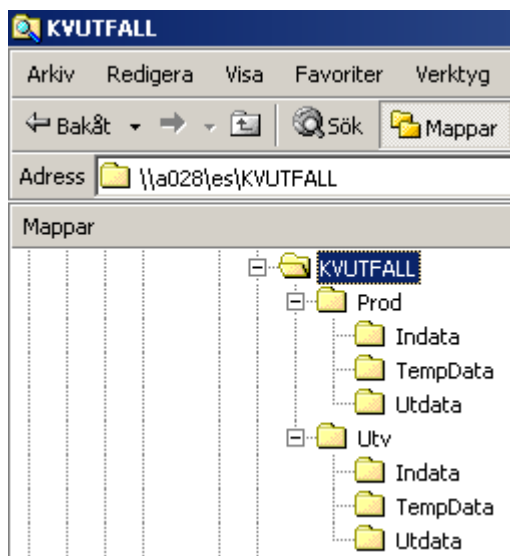 KVUTFALL
Arkiv Redigera Visa Favoriter Verktyg
Bakåt Sök Mappar
Adress \\a028\es\KVUTFALL
Mappar
KVUTFALL
Prod
Indata
TempData
Utdata
Utv
Indata
TempData
Utdata